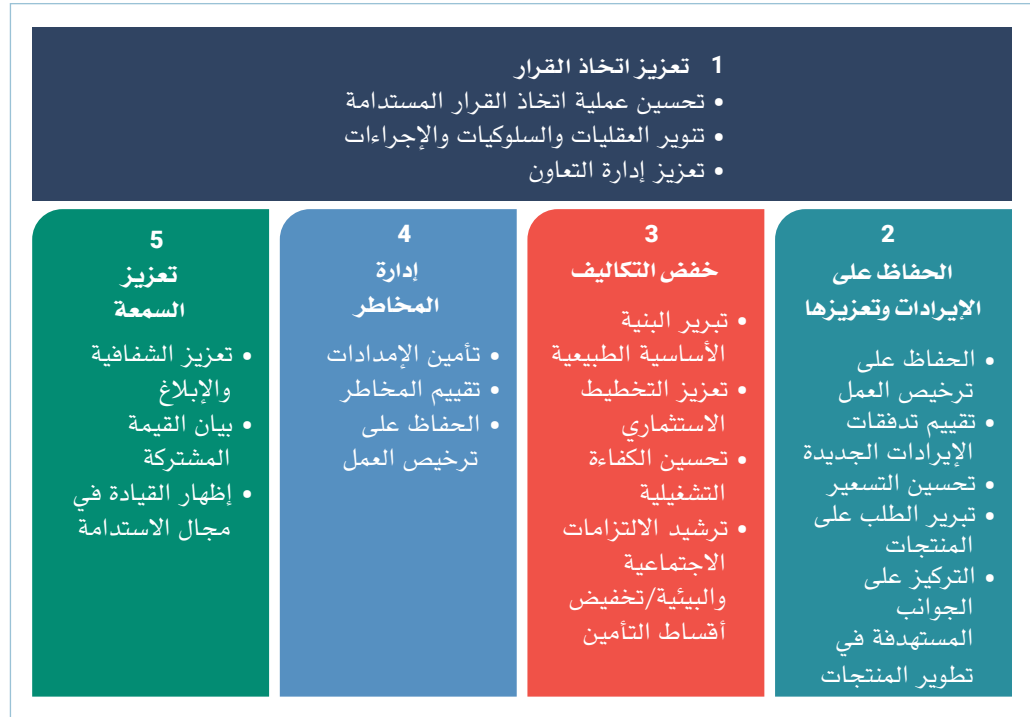 1 تعزيز اتخاذ القرار
• تحسين عملية اتخاذ القرار المستدامة
• تنوير العقليات والسلوكيات والإجراءات
• تعزيز إدارة التعاون
2
الحفاظ على
الإيرادات وتعزيزها
• الحفاظ على
ترخيص العمل
• تقييم تدفقات
الإيرادات الجديدة
• تحسين التسعير
• تبرير الطلب على
المنتجات
• التركيز على
الجوانب
المستهدفة في
تطوير المنتجات
3
خفض التكاليف
• تبرير البنية
الأساسية الطبيعية
• تعزيز التخطيط
الاستثماري
• تحسين الكفاءة
التشغيلية
• ترشيد الالتزامات
الاجتماعية
والبيئية/تخفيض
أقساط التأمين
4
إدارة
المخاطر
• تأمين الإمدادات
• تقييم المخاطر
• الحفاظ على
ترخيص العمل
5
تعزيز
السمعة
• تعزيز الشفافية
والإبلاغ
• بيان القيمة
المشتركة
• إظهار القيادة في
مجال الاستدامة